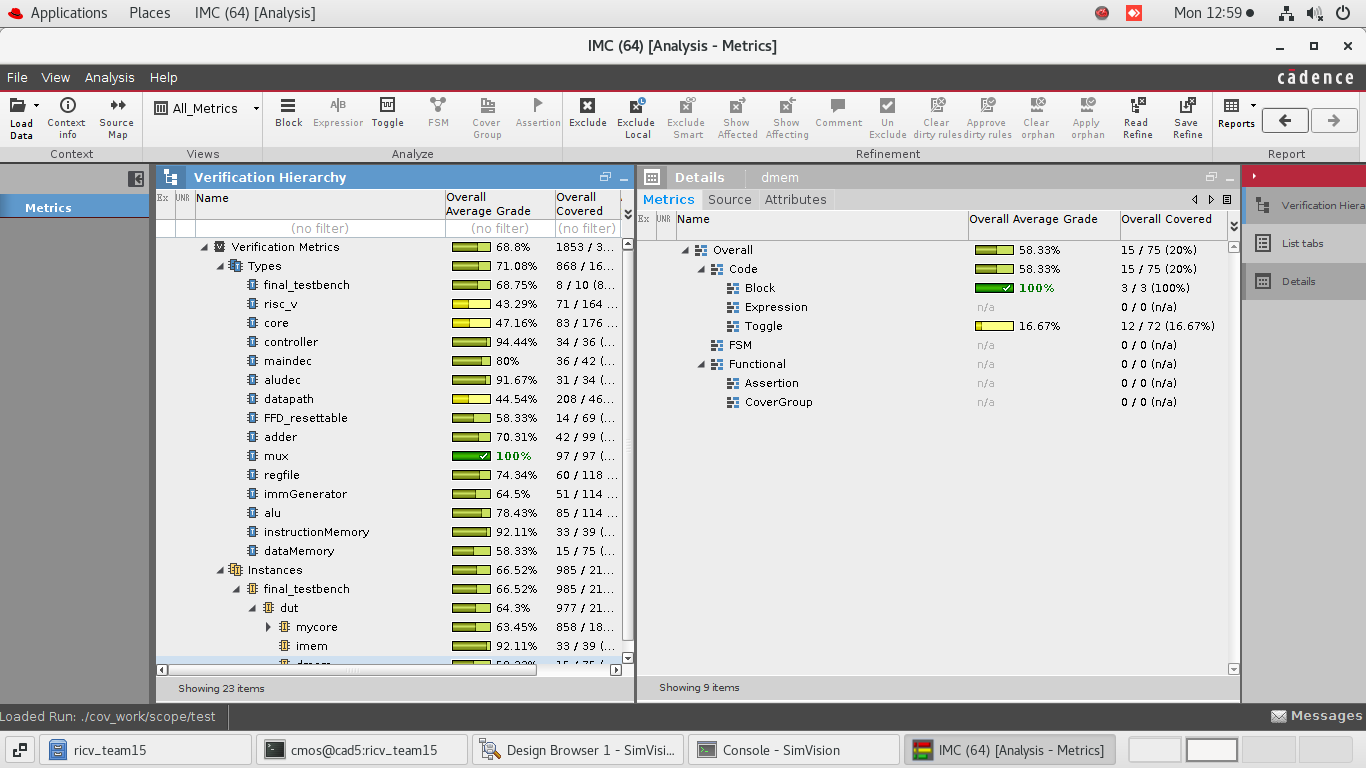 Applications Places IMC (64) [Analysis] Mon 12:59
IMC (64) [Analysis - Metrics]
File View Analysis Help cādence
Load Data Context info Source Map
Context
All_Metrics
Views
Block Expression Toggle FSM Cover Group Assertion
Analyze
Exclude Exclude Local Exclude Smart Show Affected Show Affecting Comment Un Exclude Clear dirty rules Approve dirty rules Clear orphan Apply orphan Read Refine Save Refine
Refinement
Reports
Report
Metrics
Verification Hierarchy
Ex UNR Name Overall Average Grade Overall Covered
(no filter) (no filter) (no filter)
Verification Metrics 68.8% 1853 / 3...
Types 71.08% 868 / 16...
final_testbench 68.75% 8 / 10 (8...
risc_v 43.29% 71 / 164 ...
core 47.16% 83 / 176 ...
controller 94.44% 34 / 36 (...
maindec 80% 36 / 42 (...
aludec 91.67% 31 / 34 (...
datapath 44.54% 208 / 46...
FFD_resettable 58.33% 14 / 69 (...
adder 70.31% 42 / 99 (...
mux 100% 97 / 97 (...
regfile 74.34% 60 / 118 ...
immGenerator 64.5% 51 / 114 ...
alu 78.43% 85 / 114 ...
instructionMemory 92.11% 33 / 39 (...
dataMemory 58.33% 15 / 75 (...
Instances 66.52% 985 / 21...
final_testbench 66.52% 985 / 21...
dut 64.3% 977 / 21...
mycore 63.45% 858 / 18...
imem 92.11% 33 / 39 (...
dmem 58.33% 15 / 75 (...
Showing 23 items
Details dmem
Metrics Source Attributes
Ex UNR Name Overall Average Grade Overall Covered
Overall 58.33% 15 / 75 (20%)
Code 58.33% 15 / 75 (20%)
Block 100% 3 / 3 (100%)
Expression n/a 0 / 0 (n/a)
Toggle 16.67% 12 / 72 (16.67%)
FSM n/a 0 / 0 (n/a)
Functional n/a 0 / 0 (n/a)
Assertion n/a 0 / 0 (n/a)
CoverGroup n/a 0 / 0 (n/a)
Showing 9 items
Verification Hiera
List tabs
Details
Loaded Run: ./cov_work/scope/test Messages
ricv_team15 cmos@cad5:ricv_team15 Design Browser 1 - SimVisi... Console - SimVision IMC (64) [Analysis - Metrics]